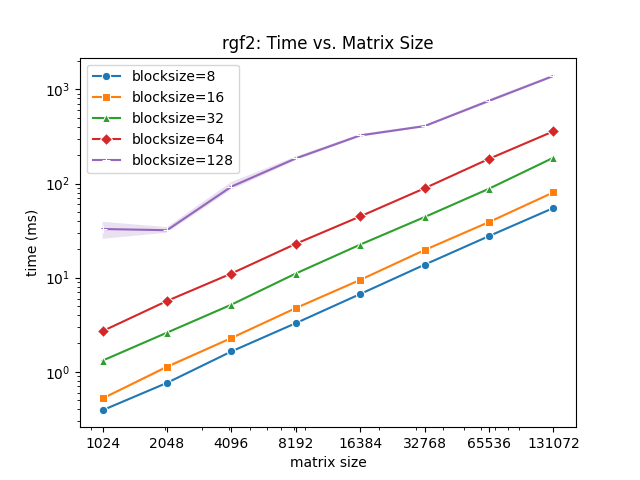 rgf2: Time vs. Matrix Size
blocksize=8
blocksize=16
blocksize=32
blocksize=64
blocksize=128
time (ms)
10³
10²
10¹
10⁰
1024 2048 4096 8192 16384 32768 65536 131072
matrix size